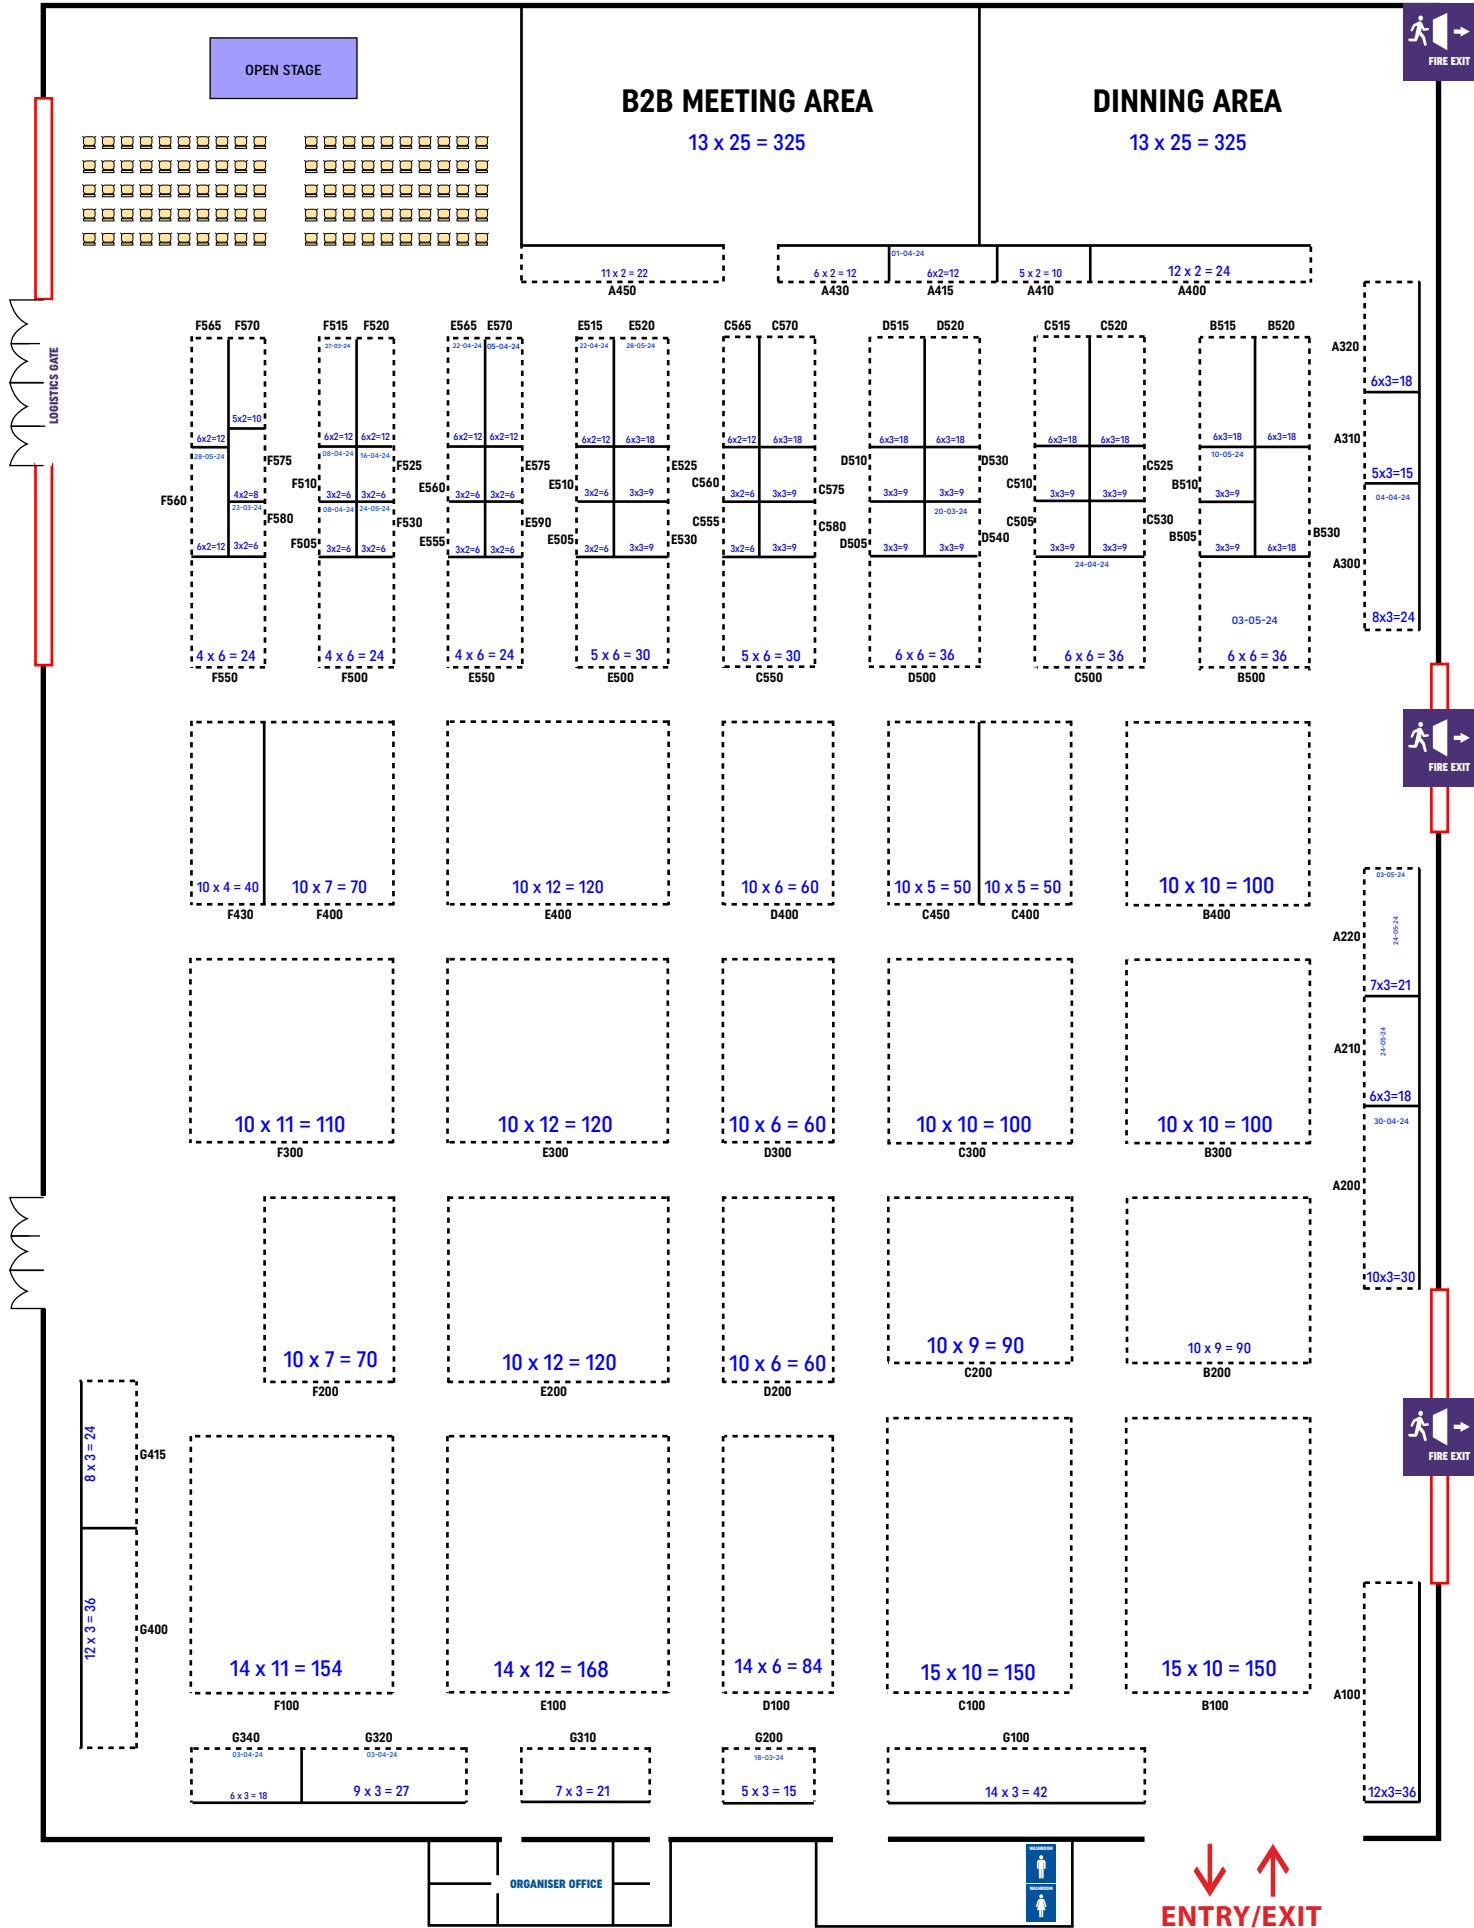 FIRE EXIT
OPEN STAGE
B2B MEETING AREA
13 x 25 = 325
DINNING AREA
13 x 25 = 325
11 x 2 = 22
A450
6 x 2 = 12
A430
01-04-24
6x2=12
A415
5 x 2 = 10
A410
12 x 2 = 24
A400
LOGISTICS GATE
F565 F570
F515 F520
E565 E570
E515 E520
C565 C570
D515 D520
C515 C520
B515 B520
27-03-24
22-04-24
05-04-24
22-04-24
28-05-24
A320
6x3=18
5x2=10
6x2=12
6x2=12
6x2=12
6x2=12
6x2=12
6x2=12
6x3=18
6x2=12
6x3=18
6x3=18
6x3=18
6x3=18
6x3=18
6x3=18
6x3=18
A310
5x3=15
28-05-24
08-04-24
16-04-24
10-05-24
F575
F525
E575
E525
D510
D530
C525
F560
F510
E560
E510
C560
C575
C510
B510
4x2=8
3x2=6
3x2=6
3x2=6
3x2=6
3x2=6
3x3=9
3x2=6
3x3=9
3x3=9
3x3=9
3x3=9
3x3=9
3x3=9
04-04-24
23-03-24
08-04-24
24-05-24
20-03-24
F580
F530
E590
C555
C580
C505
C530
F505
E555
E505
E530
D505
D540
B505
B530
6x2=12
3x2=6
3x2=6
3x2=6
3x2=6
3x2=6
3x2=6
3x3=9
3x2=6
3x3=9
3x3=9
3x3=9
3x3=9
3x3=9
3x3=9
6x3=18
24-04-24
A300
8x3=24
03-05-24
4 x 6 = 24
4 x 6 = 24
4 x 6 = 24
5 x 6 = 30
5 x 6 = 30
6 x 6 = 36
6 x 6 = 36
6 x 6 = 36
F550
F500
E550
E500
C550
D500
C500
B500
FIRE EXIT
10 x 4 = 40
10 x 7 = 70
10 x 12 = 120
10 x 6 = 60
10 x 5 = 50
10 x 5 = 50
10 x 10 = 100
F430
F400
E400
D400
C450
C400
B400
03-05-24
24-05-24
A220
7x3=21
24-05-24
A210
6x3=18
10 x 11 = 110
10 x 12 = 120
10 x 6 = 60
10 x 10 = 100
10 x 10 = 100
F300
E300
D300
C300
B300
30-04-24
A200
10x3=30
10 x 7 = 70
10 x 12 = 120
10 x 6 = 60
10 x 9 = 90
10 x 9 = 90
F200
E200
D200
C200
B200
FIRE EXIT
8 x 3 = 24
G415
12 x 3 = 36
G400
14 x 11 = 154
14 x 12 = 168
14 x 6 = 84
15 x 10 = 150
15 x 10 = 150
F100
E100
D100
C100
B100
A100
12x3=36
G340
G320
G310
G200
G100
03-04-24
03-04-24
18-03-24
6 x 3 = 18
9 x 3 = 27
7 x 3 = 21
5 x 3 = 15
14 x 3 = 42
ORGANISER OFFICE
WASHROOM
WASHROOM
ENTRY/EXIT